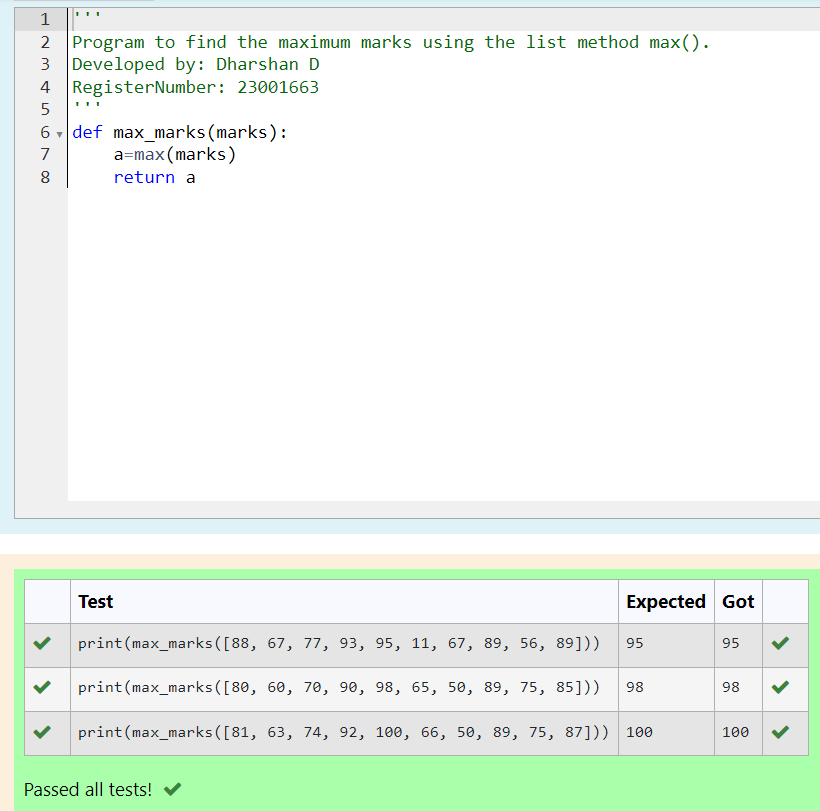 1 '''
2 Program to find the maximum marks using the list method max().
3 Developed by: Dharshan D
4 RegisterNumber: 23001663
5 '''
6 def max_marks(marks):
7     a=max(marks)
8     return a
Test Expected Got
print(max_marks([88, 67, 77, 93, 95, 11, 67, 89, 56, 89])) 95 95
print(max_marks([80, 60, 70, 90, 98, 65, 50, 89, 75, 85])) 98 98
print(max_marks([81, 63, 74, 92, 100, 66, 50, 89, 75, 87])) 100 100
Passed all tests!